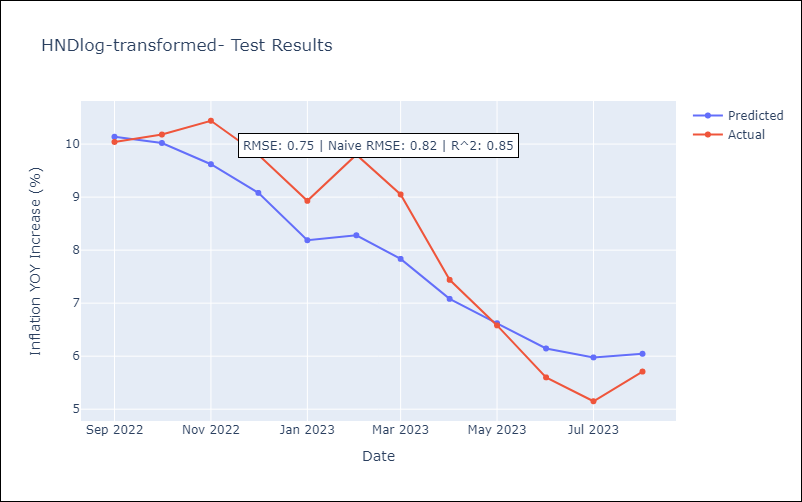 HNDlog-transformed- Test Results
Predicted
Actual
RMSE: 0.75 | Naive RMSE: 0.82 | R^2: 0.85
Inflation YOY Increase (%)
10
9
8
7
6
5
Sep 2022 Nov 2022 Jan 2023 Mar 2023 May 2023 Jul 2023
Date